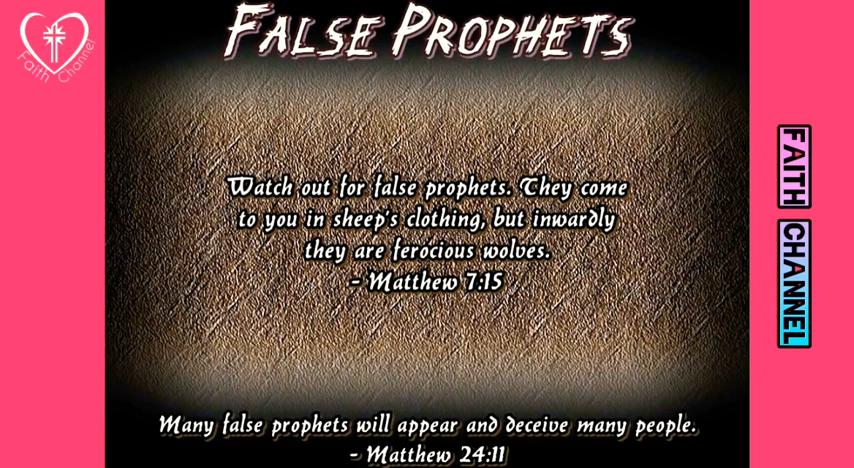 False Prophets
Faith Channel
Watch out for false prophets. They come
to you in sheep's clothing, but inwardly
they are ferocious wolves.
- Matthew 7:15
FAITH CHANNEL
Many false prophets will appear and deceive many people.
- Matthew 24:11